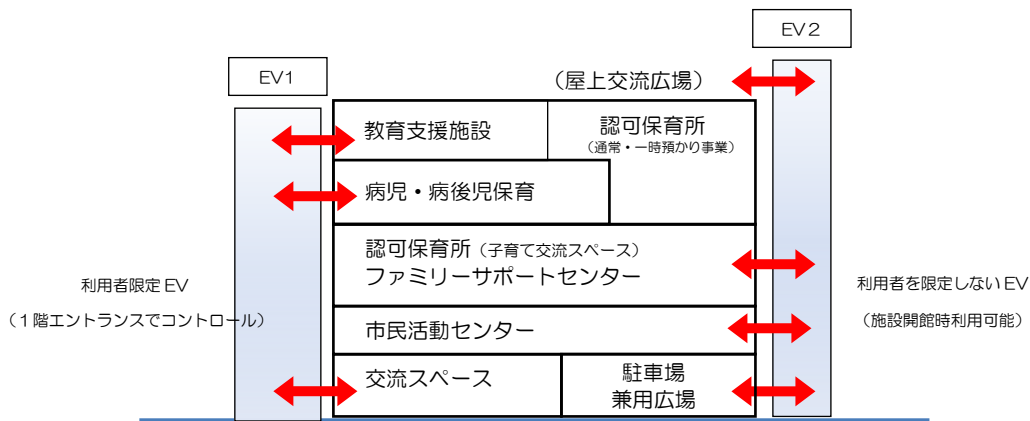 EV2
EV1
(屋上交流広場)
教育支援施設
認可保育所
(通常・一時預かり事業)
病児・病後児保育
認可保育所(子育て交流スペース)
ファミリーサポートセンター
利用者限定EV
(1階エントランスでコントロール)
利用者を限定しないEV
(施設開館時利用可能)
市民活動センター
交流スペース
駐車場
兼用広場